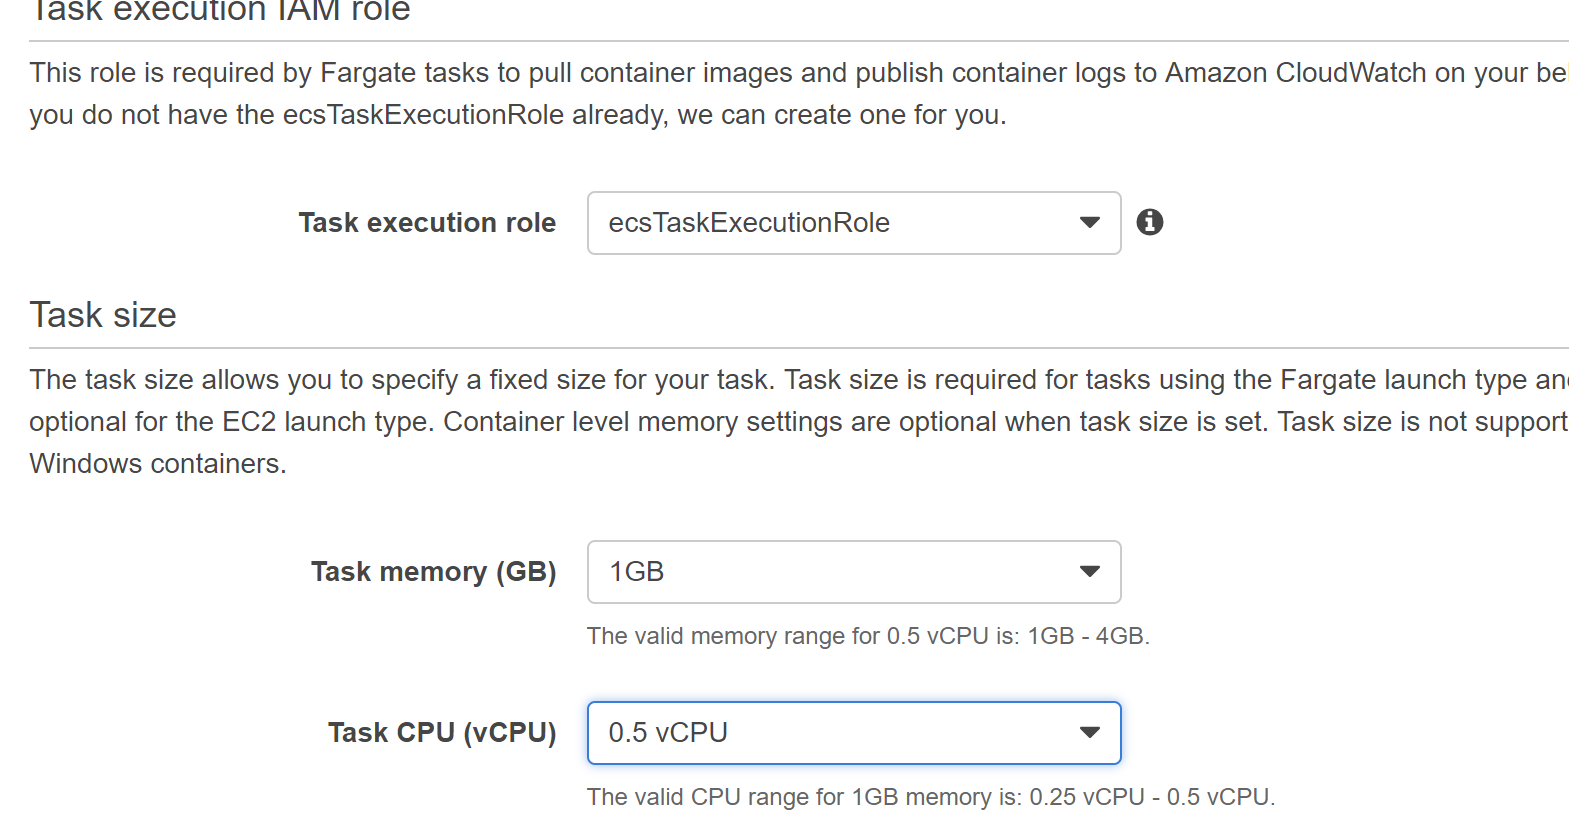 Task execution IAM role
This role is required by Fargate tasks to pull container images and publish container logs to Amazon CloudWatch on your
you do not have the ecsTaskExecutionRole already, we can create one for you.
Task execution role
ecsTaskExecutionRole
Task size
The task size allows you to specify a fixed size for your task. Task size is required for tasks using the Fargate launch type
optional for the EC2 launch type. Container level memory settings are optional when task size is set. Task size is not support
Windows containers.
Task memory (GB)
1GB
The valid memory range for 0.5 vCPU is: 1GB - 4GB.
Task CPU (vCPU)
0.5 vCPU
The valid CPU range for 1GB memory is: 0.25 vCPU - 0.5 vCPU.